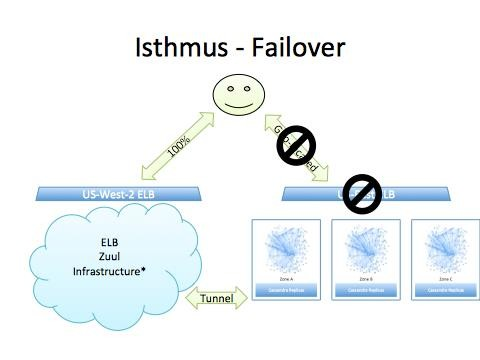 Isthmus - Failover
100%
US-West-2 ELB
ELB
ELB
Zuul
Infrastructure*
Tunnel
Zone A
Zone B
Zone C
Cassandra Replicas
Cassandra Replicas
Cassandra Replicas